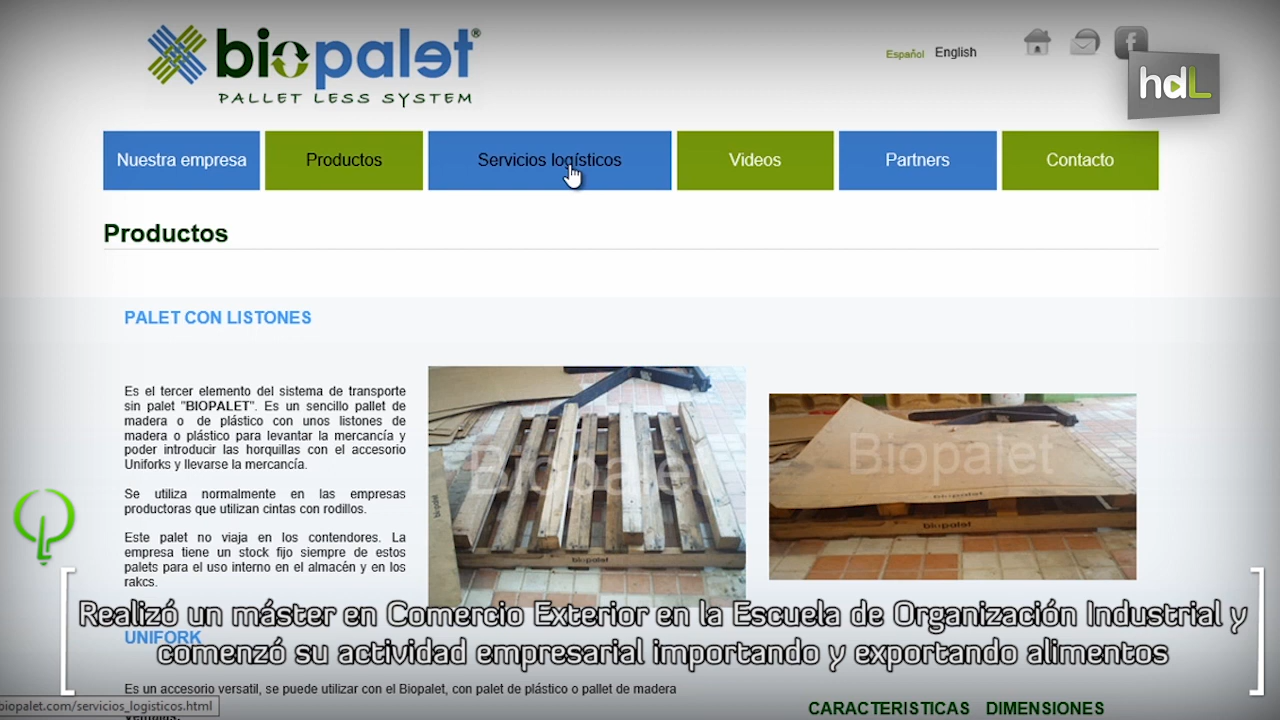 biopalet®
PALLET LESS SYSTEM
Español English
f
hdL
Nuestra empresa Productos Servicios logísticos Videos Partners Contacto
Productos
PALET CON LISTONES
Es el tercer elemento del sistema de transporte
sin palet "BIOPALET". Es un sencillo pallet de
madera o de plástico con unos listones de
madera o plástico para levantar la mercancía y
poder introducir las horquillas con el accesorio
Uniforks y llevarse la mercancía.
Se utiliza normalmente en las empresas
productoras que utilizan cintas con rodillos.
Este palet no viaja en los contendores. La
empresa tiene un stock fijo siempre de estos
palets para el uso interno en el almacén y en los
rakcs.
Biopalet
biopalet
biopalet
Biopalet
biopalet
biopalet
Realizó un máster en Comercio Exterior en la Escuela de Organización Industrial y
comenzó su actividad empresarial importando y exportando alimentos
UNIFORK
Es un accesorio versatil, se puede utilizar con el Biopalet, con palet de plástico o pallet de madera
ventajas:
biopalet.com/servicios_logisticos.html
CARACTERISTICAS DIMENSIONES